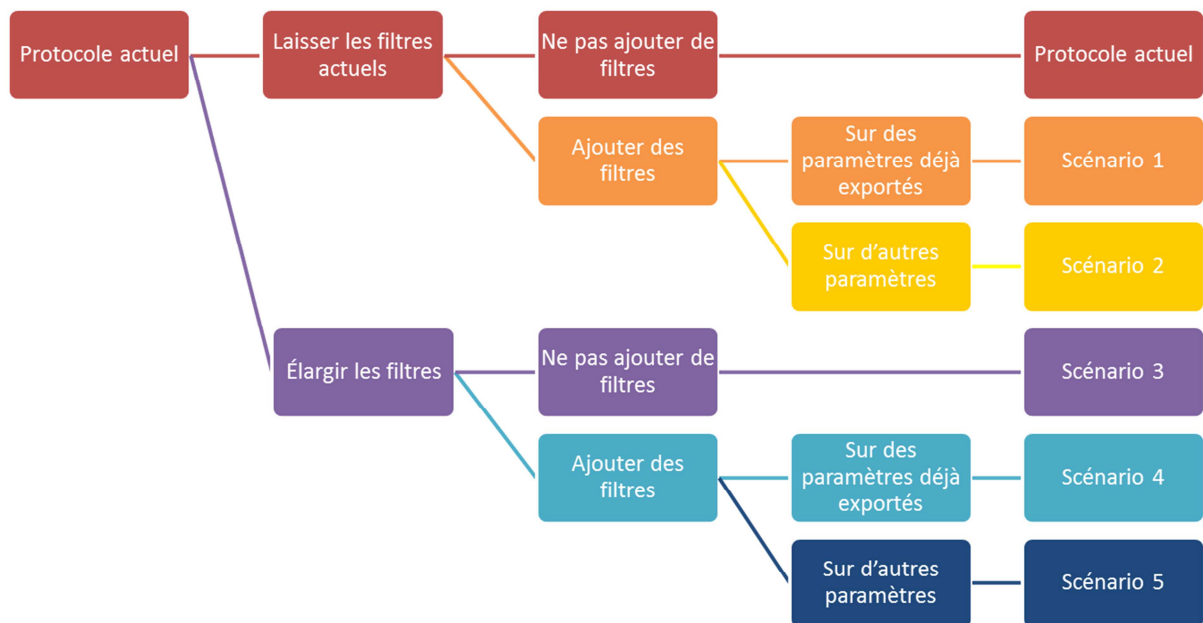 Protocole actuel
Laisser les filtres
actuels
Ne pas ajouter de
filtres
Protocole actuel
Ajouter des
filtres
Sur des
paramètres déjà
exportés
Scénario 1
Sur d'autres
paramètres
Scénario 2
Élargir les filtres
Ne pas ajouter de
filtres
Scénario 3
Ajouter des
filtres
Sur des
paramètres déjà
exportés
Scénario 4
Sur d'autres
paramètres
Scénario 5